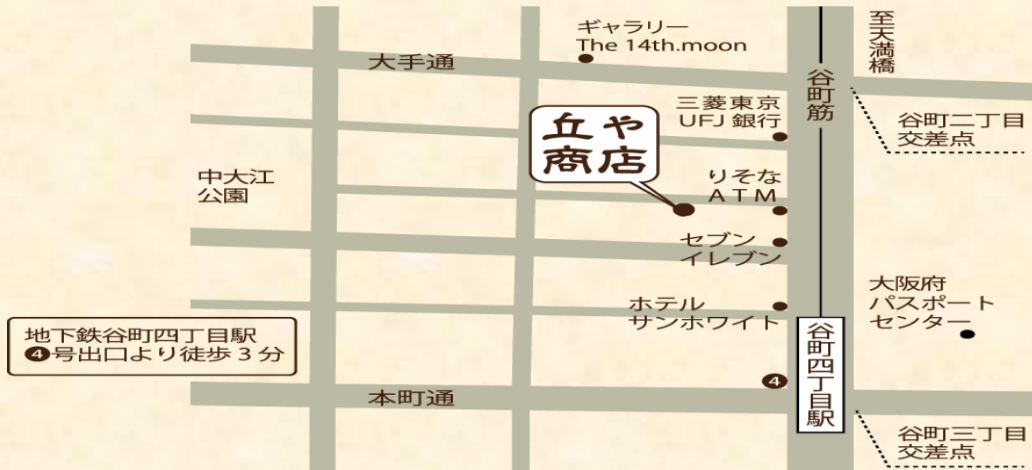 ギャラリー
The 14th.moon
至天満橋
大手通
谷町筋
三菱東京
UFJ 銀行
谷町二丁目
交差点
丘や
商店
中大江
公園
りそな
ATM
セブン
イレブン
大阪府
パスポート
センター
ホテル
サンホワイト
地下鉄谷町四丁目駅
❹号出口より徒歩 3 分
谷町四丁目駅
❹
本町通
谷町三丁目
交差点